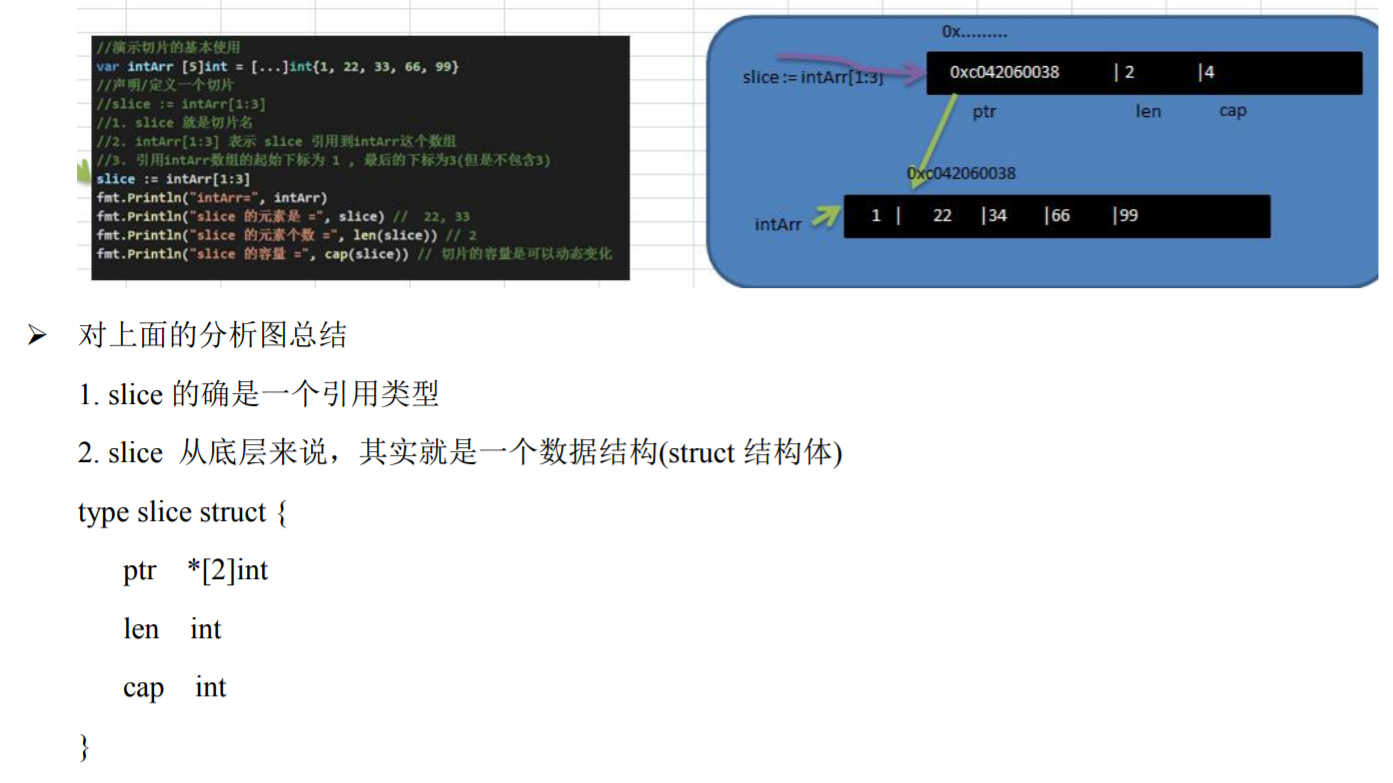 //演示切片的基本使用
var intArr [5]int = [...]int{1, 22, 33, 66, 99}
//声明/定义一个切片
//slice := intArr[1:3]
//1. slice 就是切片名
//2. intArr[1:3] 表示 slice 引用到intArr这个数组
//3. 引用intArr数组的起始下标为 1 , 最后的下标为3(但是不包含3)
slice := intArr[1:3]
fmt.Println("intArr=", intArr)
fmt.Println("slice 的元素是 =", slice) // 22, 33
fmt.Println("slice 的元素个数 =", len(slice)) // 2
fmt.Println("slice 的容量 =", cap(slice)) // 切片的容量是可以动态变化
0x.........
slice := intArr[1:3]
0xc042060038 | 2 |4
ptr len cap
0xc042060038
intArr
1 | 22 |34 |66 |99
➢ 对上面的分析图总结
1. slice 的确是一个引用类型
2. slice 从底层来说，其实就是一个数据结构(struct 结构体)
type slice struct {
ptr *[2]int
len int
cap int
}